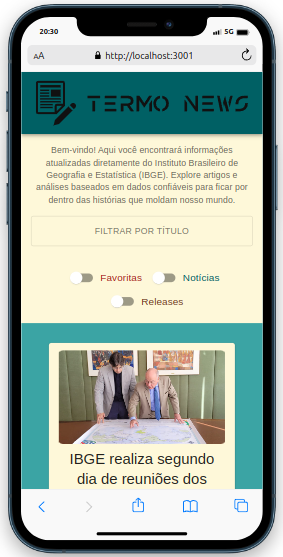 20:30
5G
AA http://localhost:3001
TERMO NEWS
Bem-vindo! Aqui você encontrará informações
atualizadas diretamente do Instituto Brasileiro de
Geografia e Estatística (IBGE). Explore artigos e
análises baseados em dados confiáveis para ficar por
dentro das histórias que moldam nosso mundo.
FILTRAR POR TÍTULO
Favoritas Notícias
Releases
IBGE realiza segundo
dia de reuniões dos